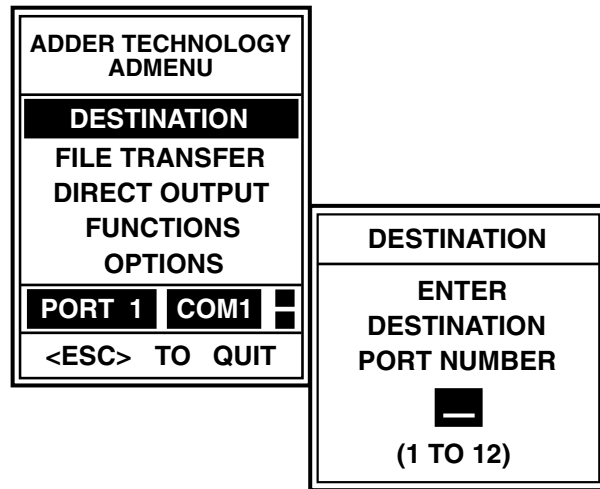 ADDER TECHNOLOGY
ADMENU
DESTINATION
FILE TRANSFER
DIRECT OUTPUT
FUNCTIONS
OPTIONS
PORT 1 COM1
<ESC> TO QUIT
DESTINATION
ENTER
DESTINATION
PORT NUMBER
(1 TO 12)